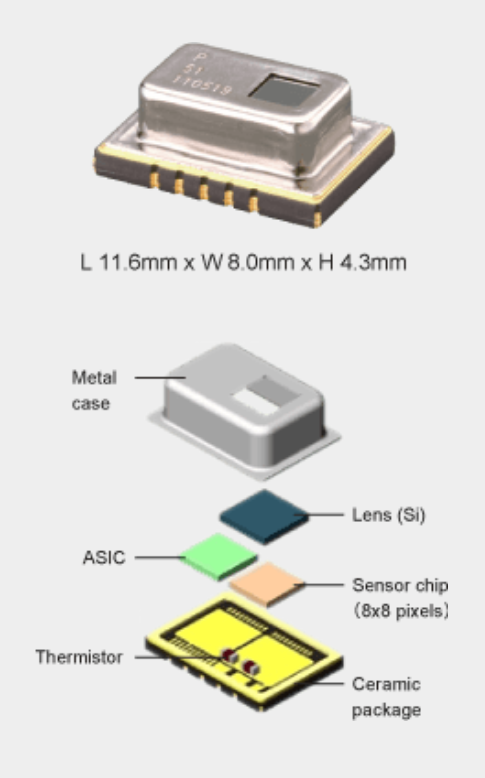 P
51
110519
L 11.6mm x W 8.0mm x H 4.3mm
Metal
case
Lens (Si)
ASIC
Sensor chip
(8x8 pixels)
Thermistor
Ceramic
package